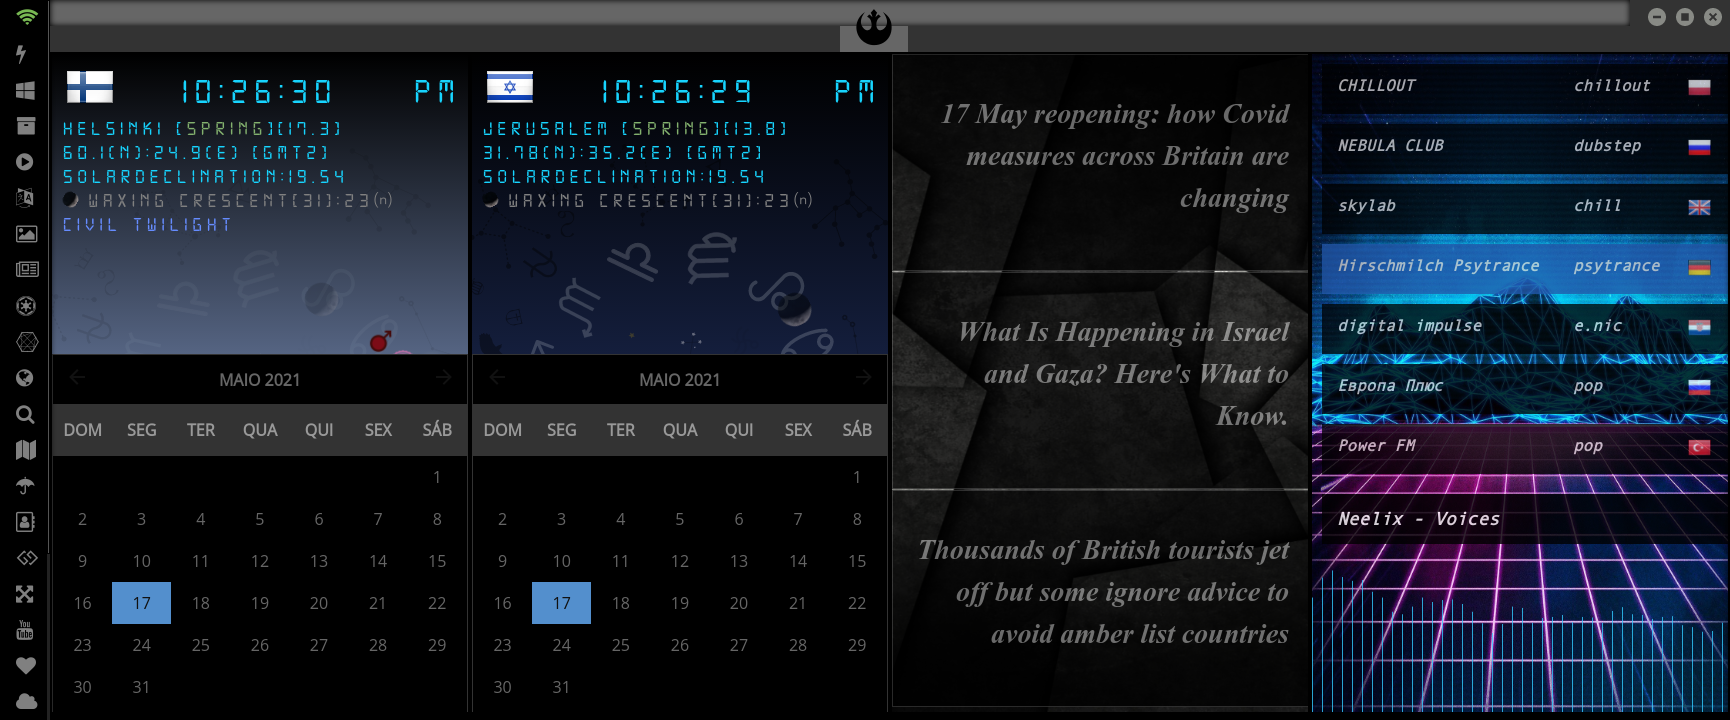 10:26:30 PM
HELSINKI [SPRING][17.3]
60.1(N):24.9(E) [GMT2]
SOLARDECLINATION:19.54
WAXING CRESCENT(31):23(n)
CIVIL TWILIGHT
MAIO 2021
DOM SEG TER QUA QUI SEX SÁB
1
2 3 4 5 6 7 8
9 10 11 12 13 14 15
16 17 18 19 20 21 22
23 24 25 26 27 28 29
30 31
10:26:29 PM
JERUSALEM [SPRING][13.8]
31.78(N):35.2(E) [GMT2]
SOLARDECLINATION:19.54
WAXING CRESCENT(31):23(n)
MAIO 2021
DOM SEG TER QUA QUI SEX SÁB
1
2 3 4 5 6 7 8
9 10 11 12 13 14 15
16 17 18 19 20 21 22
23 24 25 26 27 28 29
30 31
17 May reopening: how Covid
measures across Britain are
changing
What Is Happening in Israel
and Gaza? Here's What to
Know.
Thousands of British tourists jet
off but some ignore advice to
avoid amber list countries
CHILLOUT chillout
NEBULA CLUB dubstep
skylab chill
Hirschmilch Psytrance psytrance
digital impulse e.nic
Европа Плюс pop
Power FM pop
Neelix - Voices
You
Tube